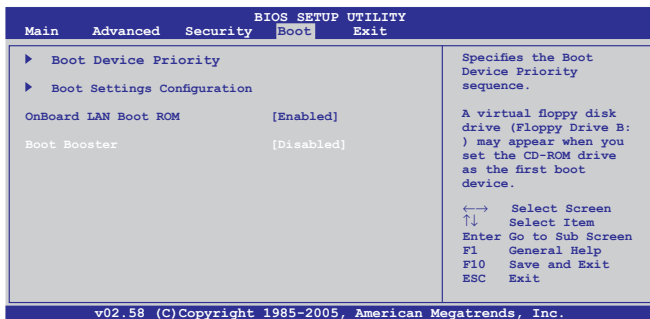 BIOS SETUP UTILITY
Main Advanced Security Boot Exit
Boot Device Priority
Boot Settings Configuration
OnBoard LAN Boot ROM [Enabled]
Boot Booster [Disabled]
Specifies the Boot
Device Priority
sequence.
A virtual floppy disk
drive (Floppy Drive B:
) may appear when you
set the CD-ROM drive
as the first boot
device.
←→ Select Screen
↑↓ Select Item
Enter Go to Sub Screen
F1 General Help
F10 Save and Exit
ESC Exit
v02.58 (C)Copyright 1985-2005, American Megatrends, Inc.